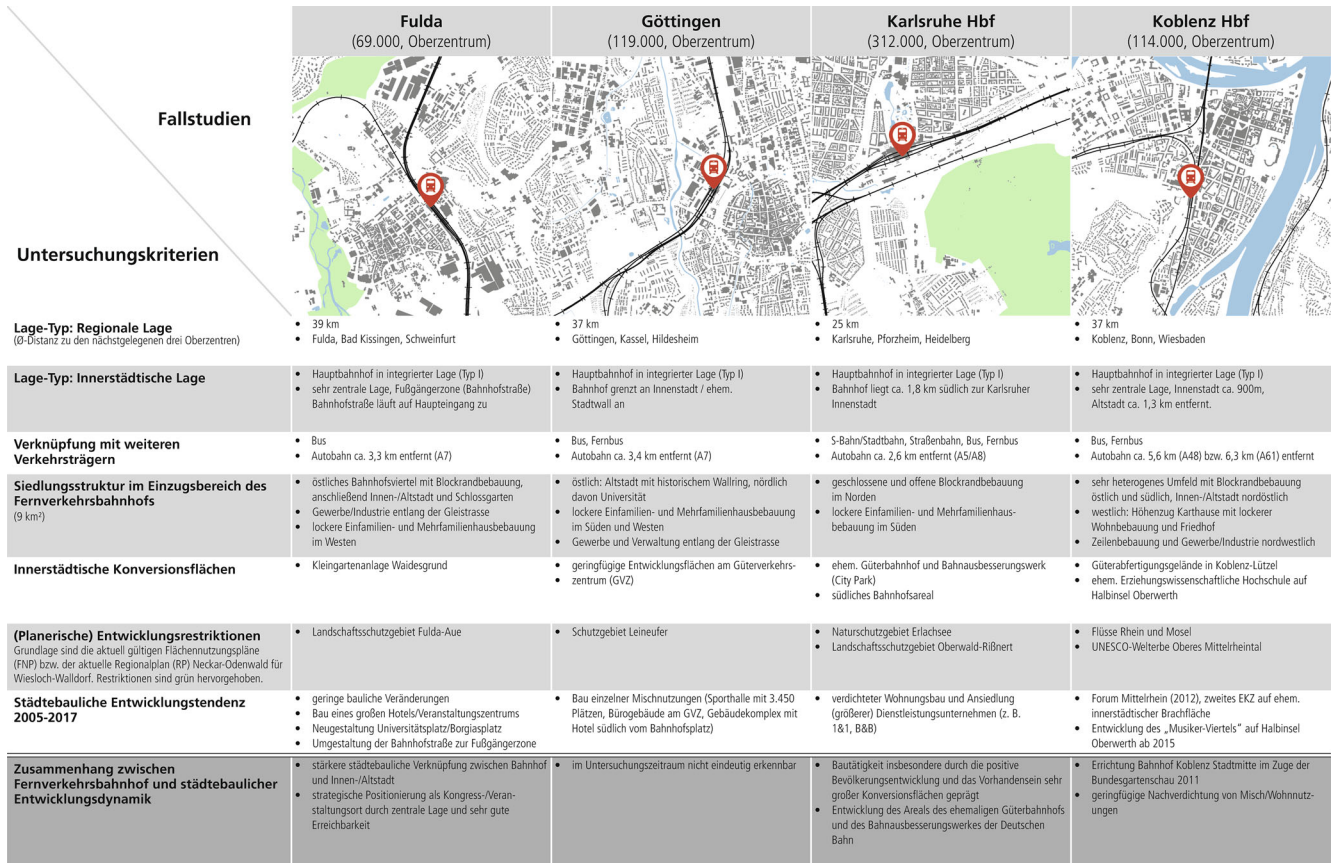 Fulda
(69.000, Oberzentrum)
Göttingen
(119.000, Oberzentrum)
Karlsruhe Hbf
(312.000, Oberzentrum)
Koblenz Hbf
(114.000, Oberzentrum)
Fallstudien
Untersuchungskriterien
Lage-Typ: Regionale Lage
(Ø-Distanz zu den nächstgelegenen drei Oberzentren)
• 39 km
• Fulda, Bad Kissingen, Schweinfurt
• 37 km
• Göttingen, Kassel, Hildesheim
• 25 km
• Karlsruhe, Pforzheim, Heidelberg
• 37 km
• Koblenz, Bonn, Wiesbaden
Lage-Typ: Innerstädtische Lage
• Hauptbahnhof in integrierter Lage (Typ I)
• sehr zentrale Lage, Fußgängerzone (Bahnhofstraße)
Bahnhofstraße läuft auf Haupteingang zu
• Hauptbahnhof in integrierter Lage (Typ I)
• Bahnhof grenzt an Innenstadt / ehem.
Stadtwall an
• Hauptbahnhof in integrierter Lage (Typ I)
• Bahnhof liegt ca. 1,8 km südlich zur Karlsruher
Innenstadt
• Hauptbahnhof in integrierter Lage (Typ I)
• sehr zentrale Lage, Innenstadt ca. 900m,
Altstadt ca. 1,3 km entfernt.
Verknüpfung mit weiteren
Verkehrsträgern
• Bus
• Autobahn ca. 3,3 km entfernt (A7)
• Bus, Fernbus
• Autobahn ca. 3,4 km entfernt (A7)
• S-Bahn/Stadtbahn, Straßenbahn, Bus, Fernbus
• Autobahn ca. 2,6 km entfernt (A5/A8)
• Bus, Fernbus
• Autobahn ca. 5,6 km (A48) bzw. 6,3 km (A61) entfernt
Siedlungsstruktur im Einzugsbereich des
Fernverkehrsbahnhofs
(9 km²)
• östliches Bahnhofsviertel mit Blockrandbebauung,
anschließend Innen-/Altstadt und Schlossgarten
• Gewerbe/Industrie entlang der Gleistrasse
• lockere Einfamilien- und Mehrfamilienhausbebauung
im Westen
• östlich: Altstadt mit historischem Wallring, nördlich
davon Universität
• lockere Einfamilien- und Mehrfamilienhausbebauung
im Süden und Westen
• Gewerbe und Verwaltung entlang der Gleistrasse
• geschlossene und offene Blockrandbebauung
im Norden
• lockere Einfamilien- und Mehrfamilienhaus-
bebauung im Süden
• sehr heterogenes Umfeld mit Blockrandbebauung
östlich und südlich, Innen-/Altstadt nordöstlich
• westlich: Höhenzug Karthause mit lockerer
Wohnbebauung und Friedhof
• Zeilenbebauung und Gewerbe/Industrie nordwestlich
Innerstädtische Konversionsflächen
• Kleingartenanlage Waidesgrund
• geringfügige Entwicklungsflächen am Güterverkehrs-
• zentrum (GVZ)
• ehem. Güterbahnhof und Bahnausbesserungswerk
(City Park)
• südliches Bahnhofsareal
• Güterabfertigungsgelände in Koblenz-Lützel
• ehem. Erziehungswissenschaftliche Hochschule auf
Halbinsel Oberwerth
(Planerische) Entwicklungsrestriktionen
Grundlage sind die aktuell gültigen Flächennutzungspläne
(FNP) bzw. der aktuelle Regionalplan (RP) Neckar-Odenwald für
Wiesloch-Walldorf. Restriktionen sind grün hervorgehoben.
• Landschaftsschutzgebiet Fulda-Aue
• Schutzgebiet Leineufer
• Naturschutzgebiet Erlachsee
• Landschaftsschutzgebiet Oberwald-Rißnert
• Flüsse Rhein und Mosel
• UNESCO-Welterbe Oberes Mittelrheintal
Städtebauliche Entwicklungstendenz
2005-2017
• geringe bauliche Veränderungen
• Bau eines großen Hotels/Veranstaltungszentrums
• Neugestaltung Universitätsplatz/Borgiasplatz
• Umgestaltung der Bahnhofstraße zur Fußgängerzone
• Bau einzelner Mischnutzungen (Sporthalle mit 3.450
Plätzen, Bürogebäude am GVZ, Gebäudekomplex mit
Hotel südlich vom Bahnhofsplatz)
• verdichteter Wohnungsbau und Ansiedlung
(größerer) Dienstleistungsunternehmen (z. B.
1&1, B&B)
• Forum Mittelrhein (2012), zweites EKZ auf ehem.
innerstädtischer Brachfläche
• Entwicklung des „Musiker-Viertels“ auf Halbinsel
Oberwerth ab 2015
Zusammenhang zwischen
Fernverkehrsbahnhof und städtebaulicher
Entwicklungsdynamik
• stärkere städtebauliche Verknüpfung zwischen Bahnhof
und Innen-/Altstadt
• strategische Positionierung als Kongress-/Veran-
staltungsort durch zentrale Lage und sehr gute
Erreichbarkeit
• im Untersuchungszeitraum nicht eindeutig erkennbar
• Bautätigkeit insbesondere durch die positive
Bevölkerungsentwicklung und das Vorhandensein sehr
großer Konversionsflächen geprägt
• Entwicklung des Areals des ehemaligen Güterbahnhofs
und des Bahnausbesserungswerkes der Deutschen
Bahn
• Errichtung Bahnhof Koblenz Stadtmitte im Zuge der
Bundesgartenschau 2011
• geringfügige Nachverdichtung von Misch/Wohnnutz-
ungen